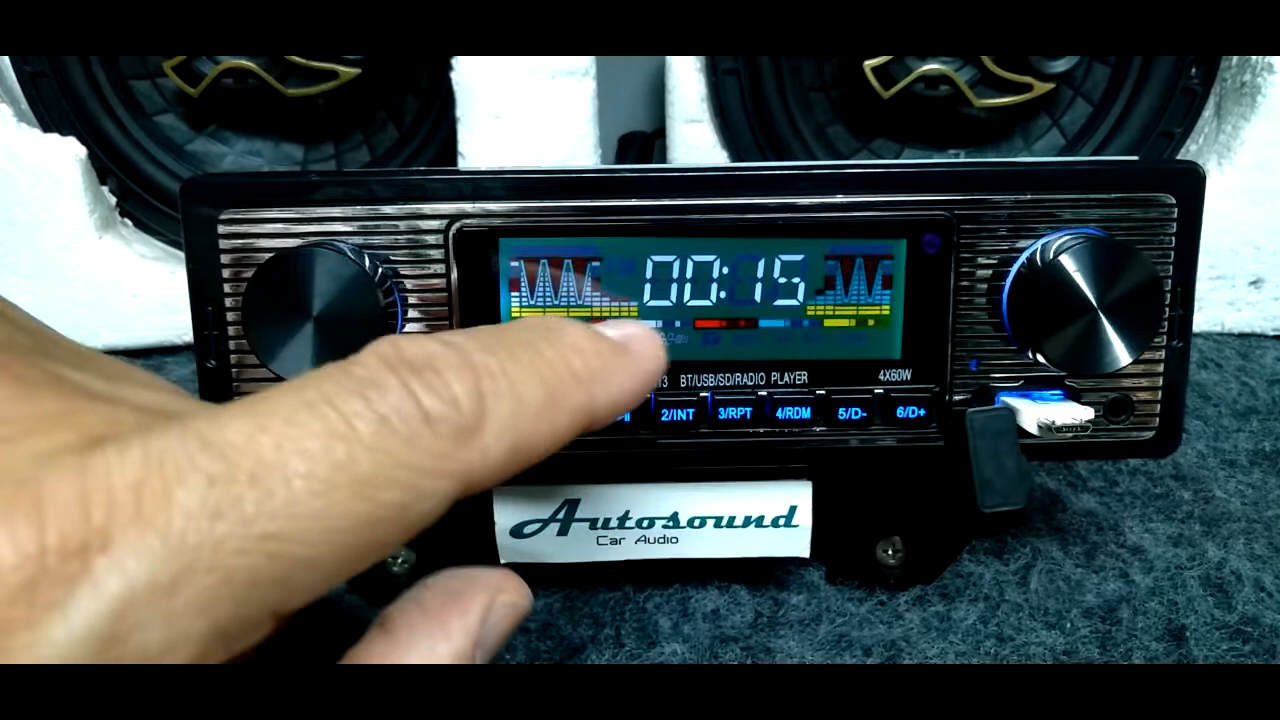 00:15
BT/USB/SD/RADIO PLAYER
4X60W
2/INT
3/RPT
4/RDM
5/D-
6/D+
Autosound
Car Audio